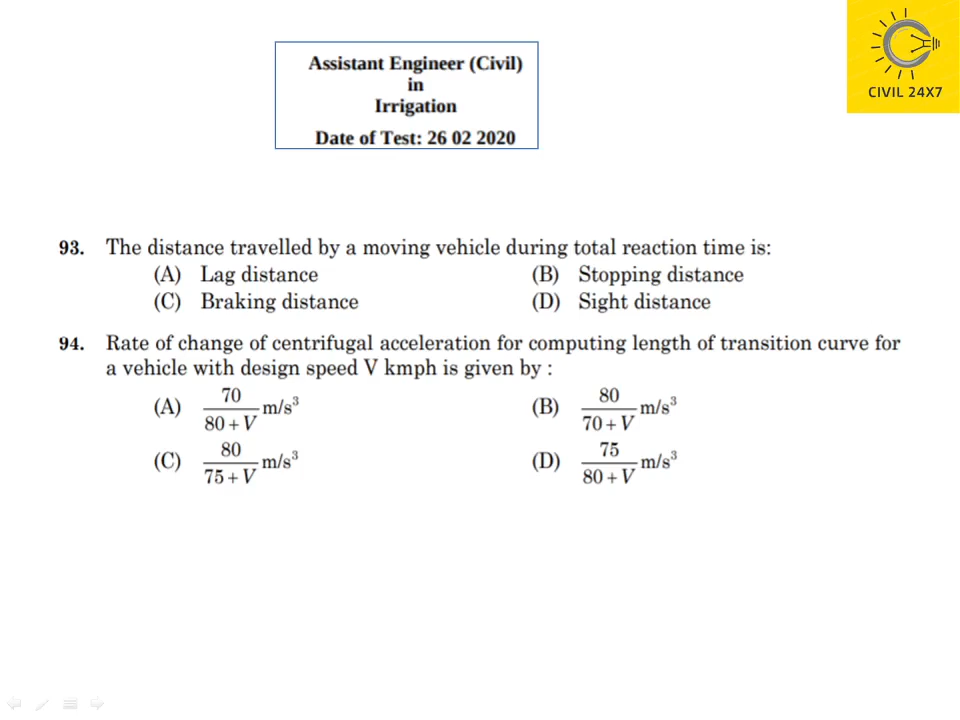 CIVIL 24X7
Assistant Engineer (Civil)
in
Irrigation
Date of Test: 26 02 2020
93. The distance travelled by a moving vehicle during total reaction time is:
(A) Lag distance (B) Stopping distance
(C) Braking distance (D) Sight distance
94. Rate of change of centrifugal acceleration for computing length of transition curve for
a vehicle with design speed V kmph is given by :
(A) 70/(80 + V) m/s³ (B) 80/(70 + V) m/s³
(C) 80/(75 + V) m/s³ (D) 75/(80 + V) m/s³